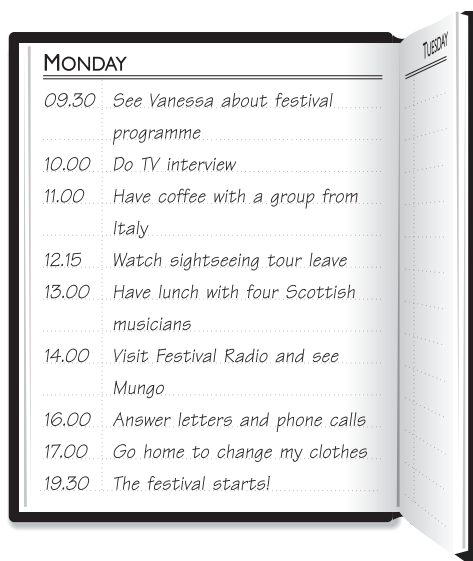 MONDAY
09.30 See Vanessa about festival
programme
10.00 Do TV interview
11.00 Have coffee with a group from
Italy
12.15 Watch sightseeing tour leave
13.00 Have lunch with four Scottish
musicians
14.00 Visit Festival Radio and see
Mungo
16.00 Answer letters and phone calls
17.00 Go home to change my clothes
19.30 The festival starts!
TUESDAY